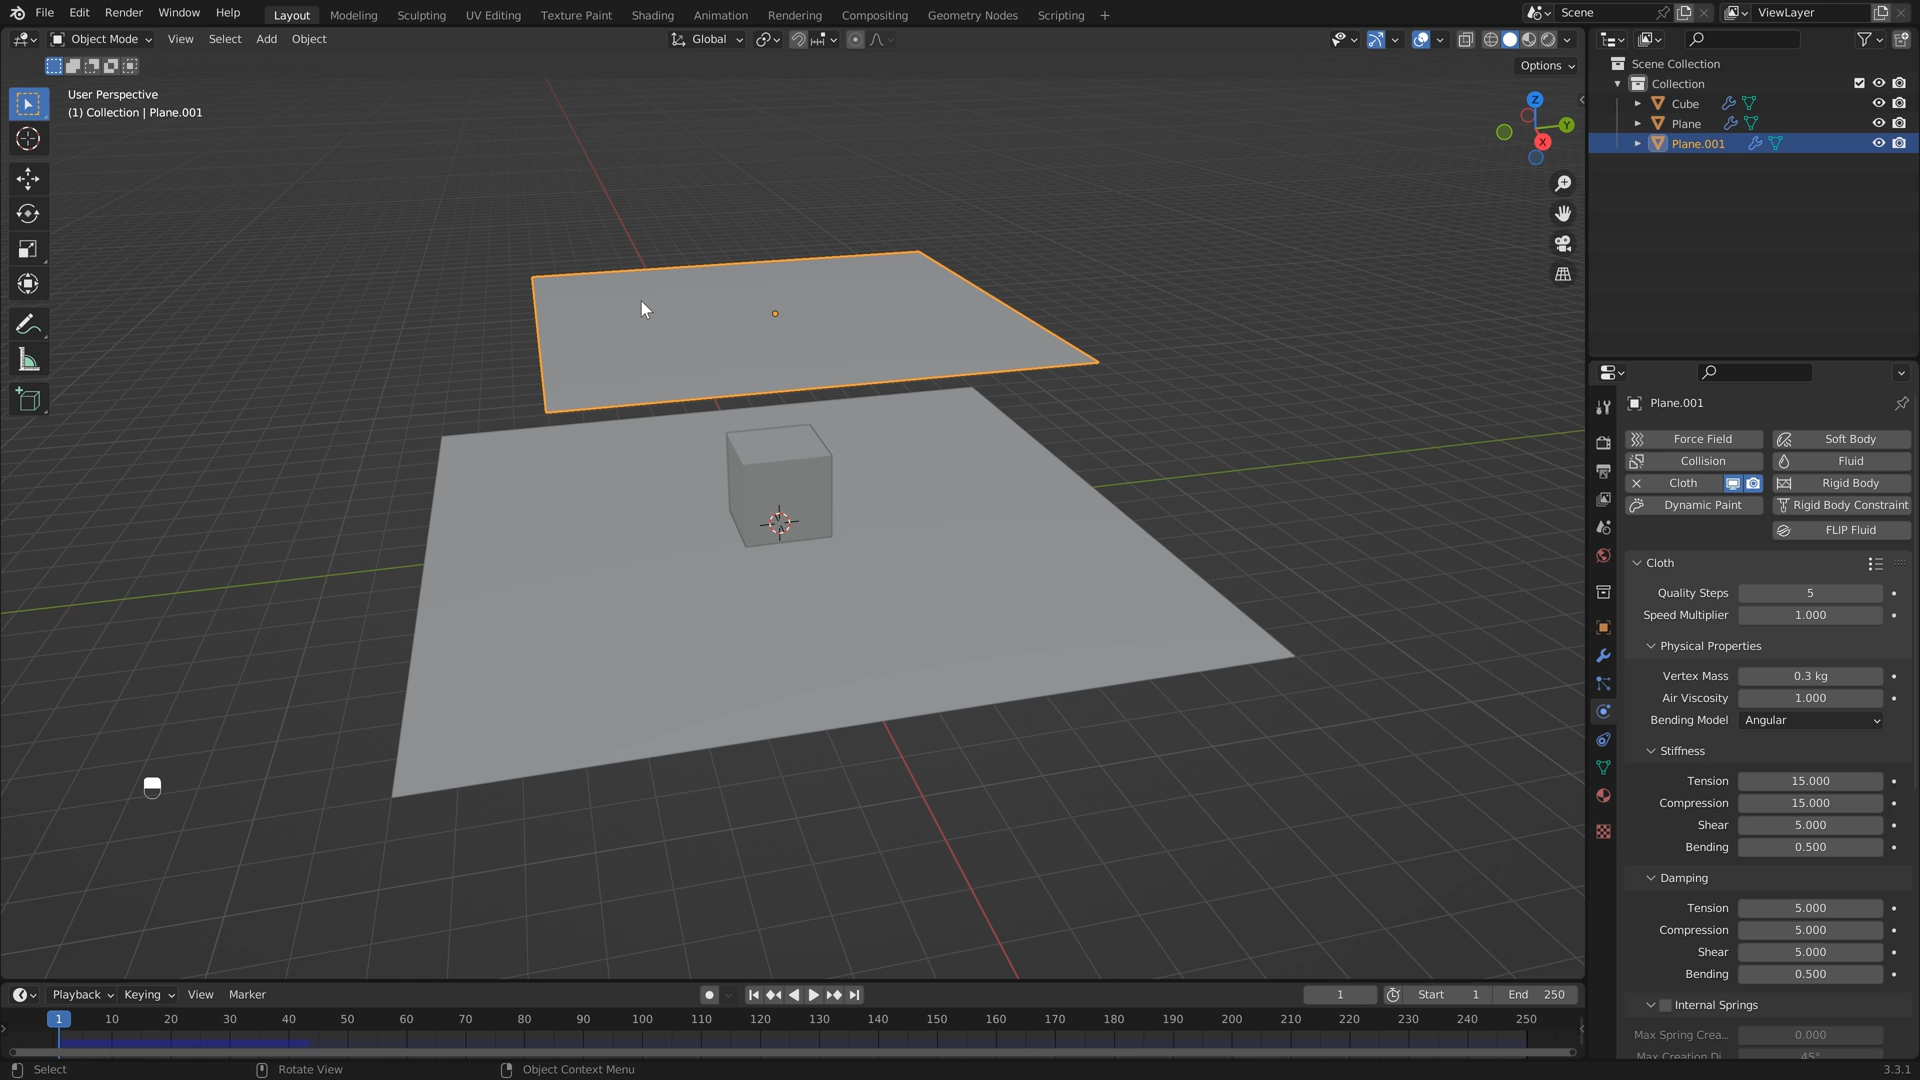 File Edit Render Window Help Layout Modeling Sculpting UV Editing Texture Paint Shading Animation Rendering Compositing Geometry Nodes Scripting + Scene ViewLayer
Object Mode View Select Add Object Global
Options
User Perspective
(1) Collection | Plane.001
Z
Y
X
Scene Collection
Collection
Cube
Plane
Plane.001
Plane.001
Force Field Soft Body
Collision Fluid
Cloth Rigid Body
Dynamic Paint Rigid Body Constraint
FLIP Fluid
Cloth
Quality Steps 5
Speed Multiplier 1.000
Physical Properties
Vertex Mass 0.3 kg
Air Viscosity 1.000
Bending Model Angular
Stiffness
Tension 15.000
Compression 15.000
Shear 5.000
Bending 0.500
Damping
Tension 5.000
Compression 5.000
Shear 5.000
Bending 0.500
Internal Springs
Max Spring Crea... 0.000
Max Creation Di... 45°
Playback Keying View Marker 1 Start 1 End 250
1 10 20 30 40 50 60 70 80 90 100 110 120 130 140 150 160 170 180 190 200 210 220 230 240 250
Select Rotate View Object Context Menu 3.3.1